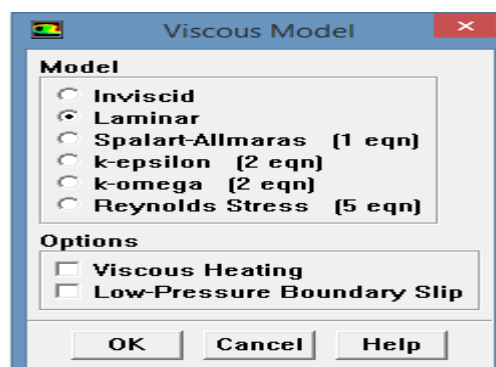 Viscous Model
Model
Inviscid
Laminar
Spalart-Allmaras (1 eqn)
k-epsilon (2 eqn)
k-omega (2 eqn)
Reynolds Stress (5 eqn)
Options
Viscous Heating
Low-Pressure Boundary Slip
OK Cancel Help